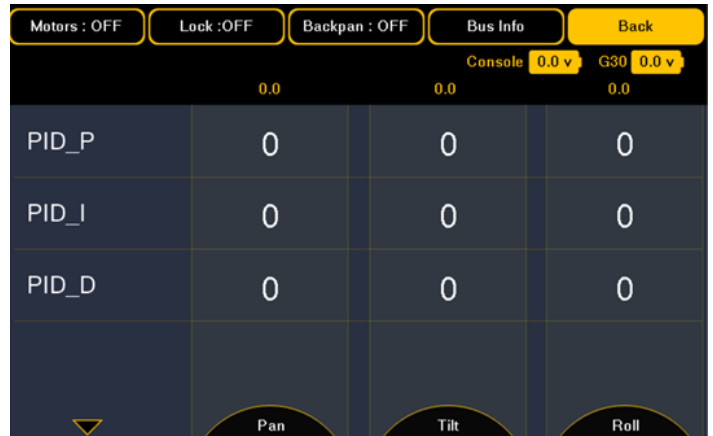 Motors : OFF Lock :OFF Backpan : OFF Bus Info Back
Console 0.0 v G30 0.0 v
0.0 0.0 0.0
PID_P 0 0 0
PID_I 0 0 0
PID_D 0 0 0
Pan Tilt Roll